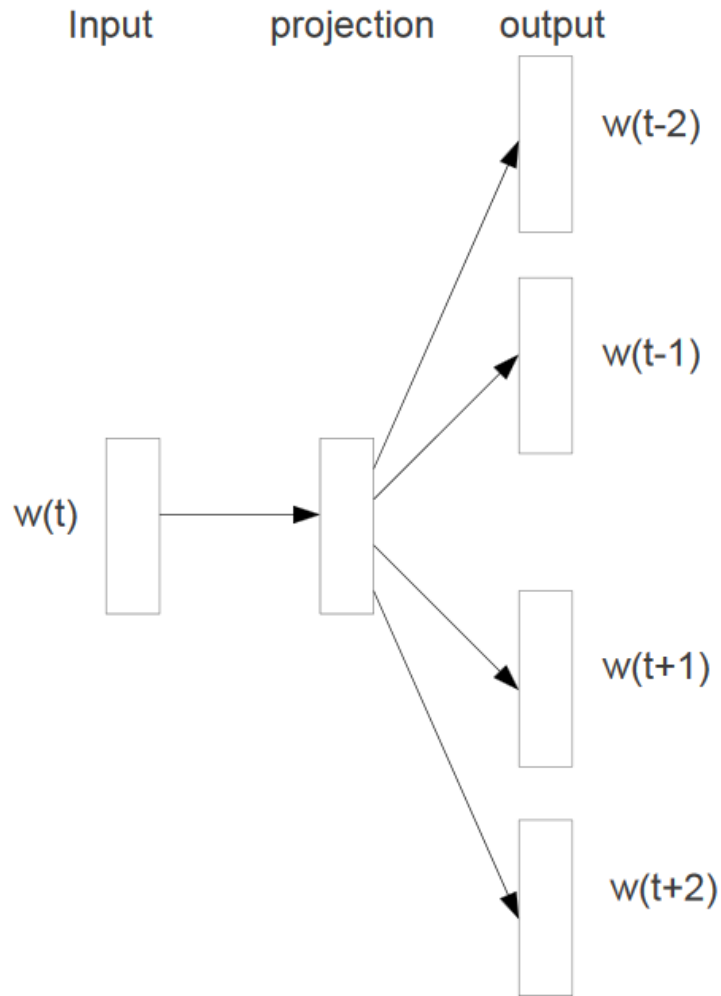 Input projection output
w(t-2)
w(t-1)
w(t)
w(t+1)
w(t+2)